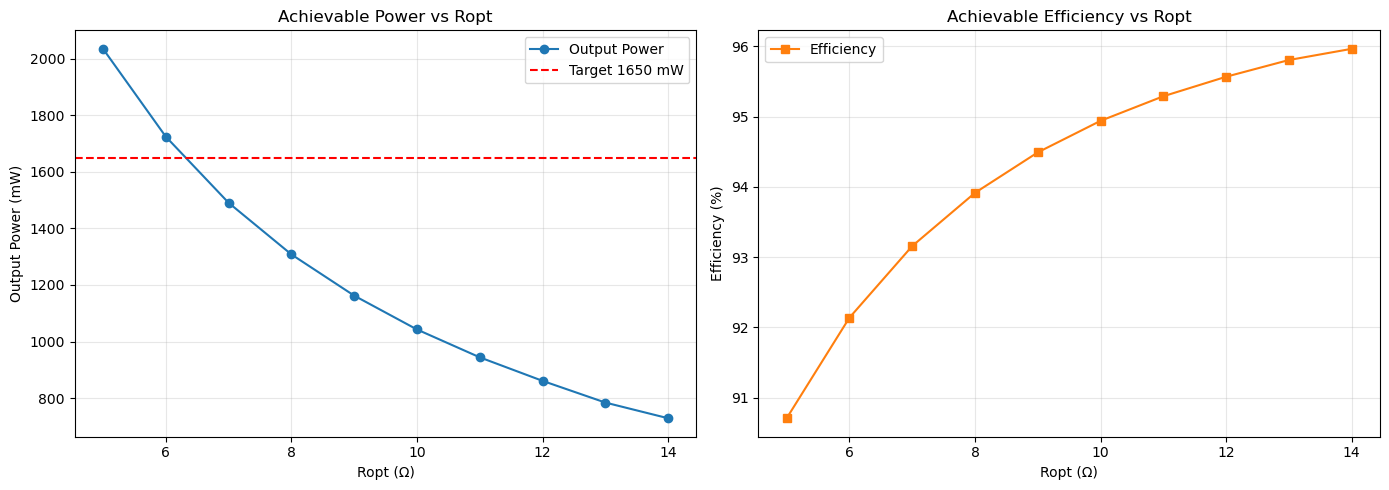 Achievable Power vs Ropt
Output Power (mW)
2000
1800
1600
1400
1200
1000
800
Output Power
Target 1650 mW
6 8 10 12 14
Ropt (Ω)
Achievable Efficiency vs Ropt
Efficiency (%)
96
95
94
93
92
91
Efficiency
6 8 10 12 14
Ropt (Ω)